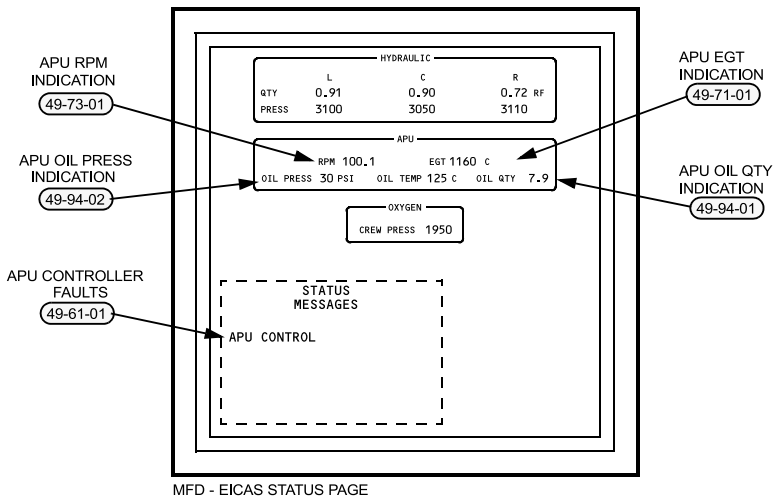 APU RPM
INDICATION
49-73-01
APU OIL PRESS
INDICATION
49-94-02
APU CONTROLLER
FAULTS
49-61-01
HYDRAULIC
L C R
QTY 0.91 0.90 0.72 RF
PRESS 3100 3050 3110
APU
RPM 100.1 EGT 1160 C
OIL PRESS 30 PSI OIL TEMP 125 C OIL QTY 7.9
OXYGEN
CREW PRESS 1950
STATUS
MESSAGES
APU CONTROL
APU EGT
INDICATION
49-71-01
APU OIL QTY
INDICATION
49-94-01
MFD - EICAS STATUS PAGE